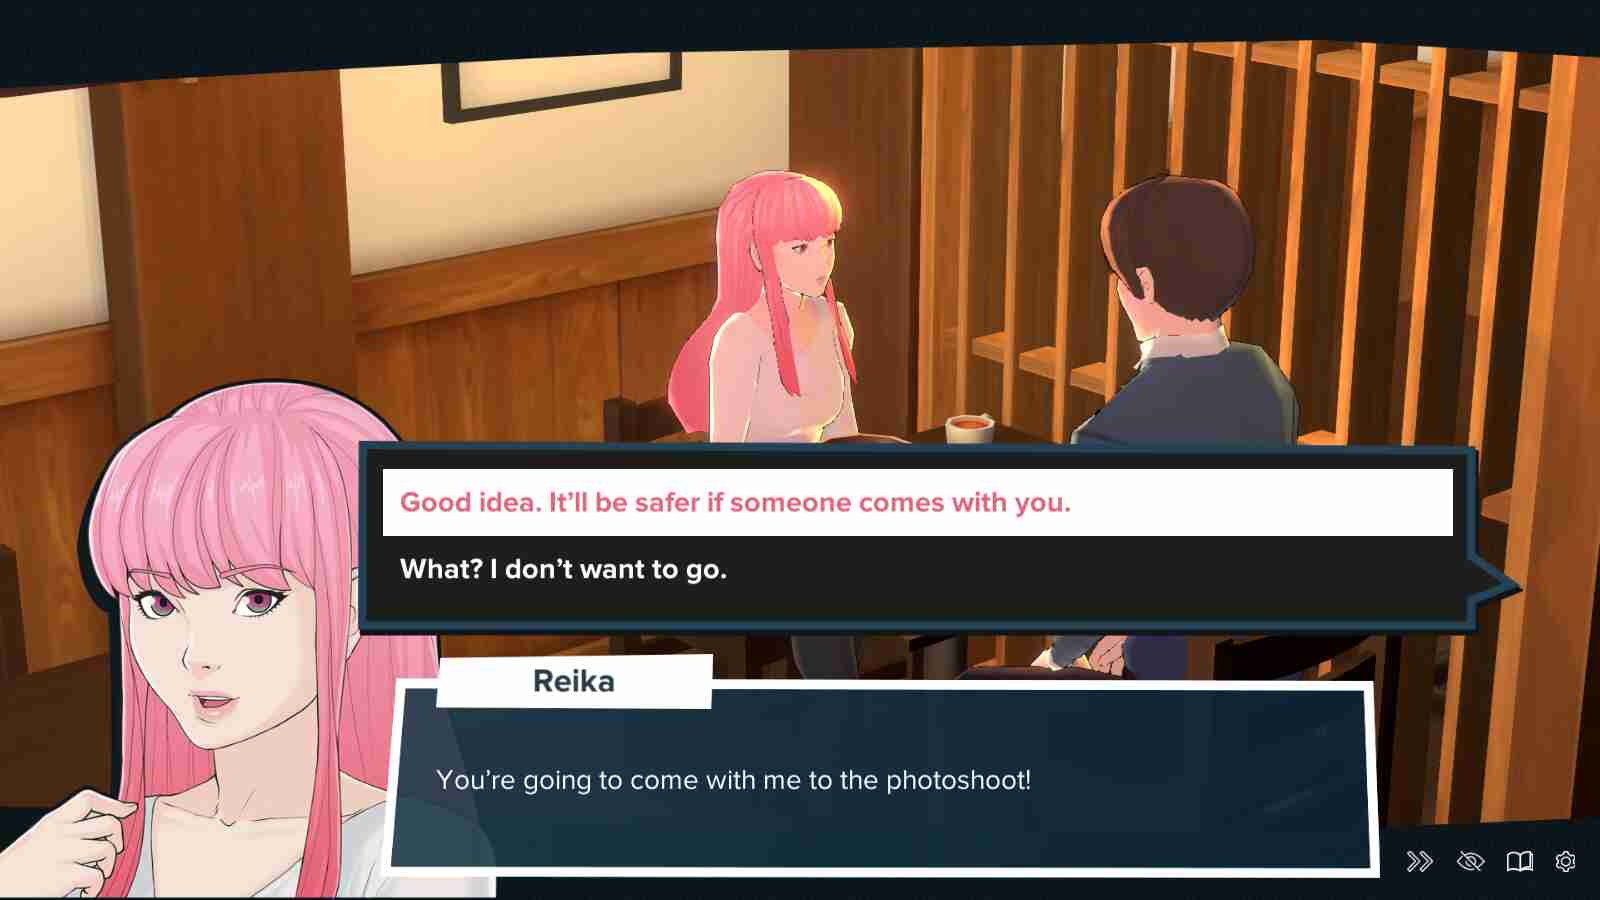 Good idea. It’ll be safer if someone comes with you.
What? I don’t want to go.
Reika
You’re going to come with me to the photoshoot!